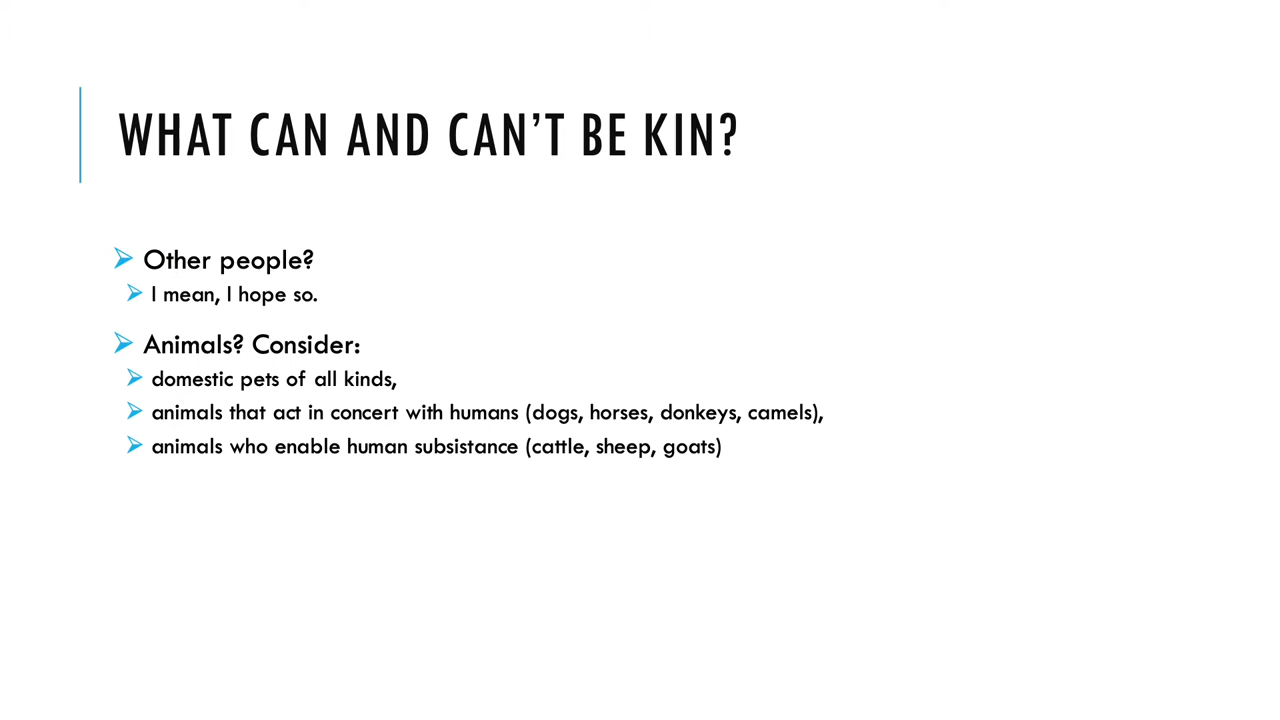 WHAT CAN AND CAN'T BE KIN?
Other people?
I mean, I hope so.
Animals? Consider:
domestic pets of all kinds,
animals that act in concert with humans (dogs, horses, donkeys, camels),
animals who enable human subsistance (cattle, sheep, goats)